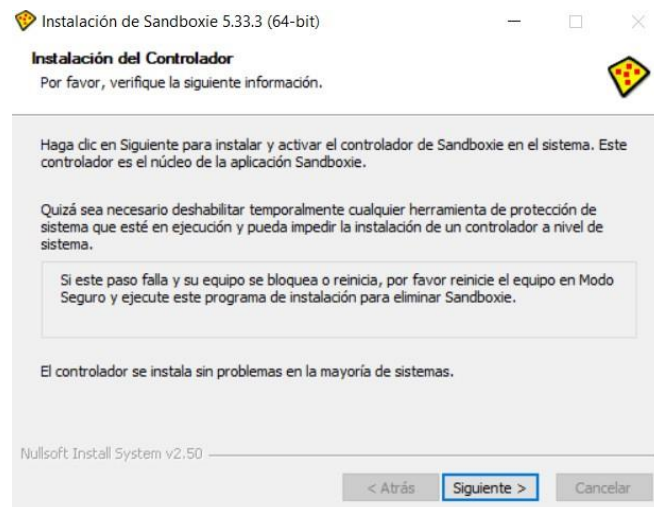 Instalación de Sandboxie 5.33.3 (64-bit)
Instalación del Controlador
Por favor, verifique la siguiente información.
Haga clic en Siguiente para instalar y activar el controlador de Sandboxie en el sistema. Este
controlador es el núcleo de la aplicación Sandboxie.
Quizá sea necesario deshabilitar temporalmente cualquier herramienta de protección de
sistema que esté en ejecución y pueda impedir la instalación de un controlador a nivel de
sistema.
Si este paso falla y su equipo se bloquea o reinicia, por favor reinicie el equipo en Modo
Seguro y ejecute este programa de instalación para eliminar Sandboxie.
El controlador se instala sin problemas en la mayoría de sistemas.
Nullsoft Install System v2.50
< Atrás Siguiente > Cancelar